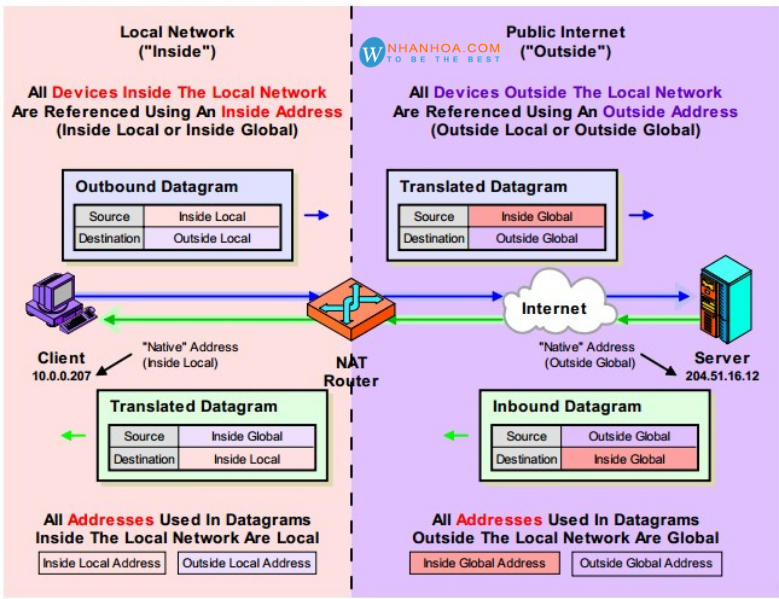 Local Network
("Inside")
Public Internet
("Outside")
W NHANHOA.COM
TO BE THE BEST
All Devices Inside The Local Network
Are Referenced Using An Inside Address
(Inside Local or Inside Global)
All Devices Outside The Local Network
Are Referenced Using An Outside Address
(Outside Local or Outside Global)
Outbound Datagram
Source Inside Local
Destination Outside Local
Translated Datagram
Source Inside Global
Destination Outside Global
Internet
Client
10.0.0.207
"Native" Address
(Inside Local)
NAT
Router
"Native" Address
(Outside Global)
Server
204.51.16.12
Translated Datagram
Source Inside Global
Destination Inside Local
Inbound Datagram
Source Outside Global
Destination Inside Global
All Addresses Used In Datagrams
Inside The Local Network Are Local
Inside Local Address Outside Local Address
All Addresses Used In Datagrams
Outside The Local Network Are Global
Inside Global Address Outside Global Address